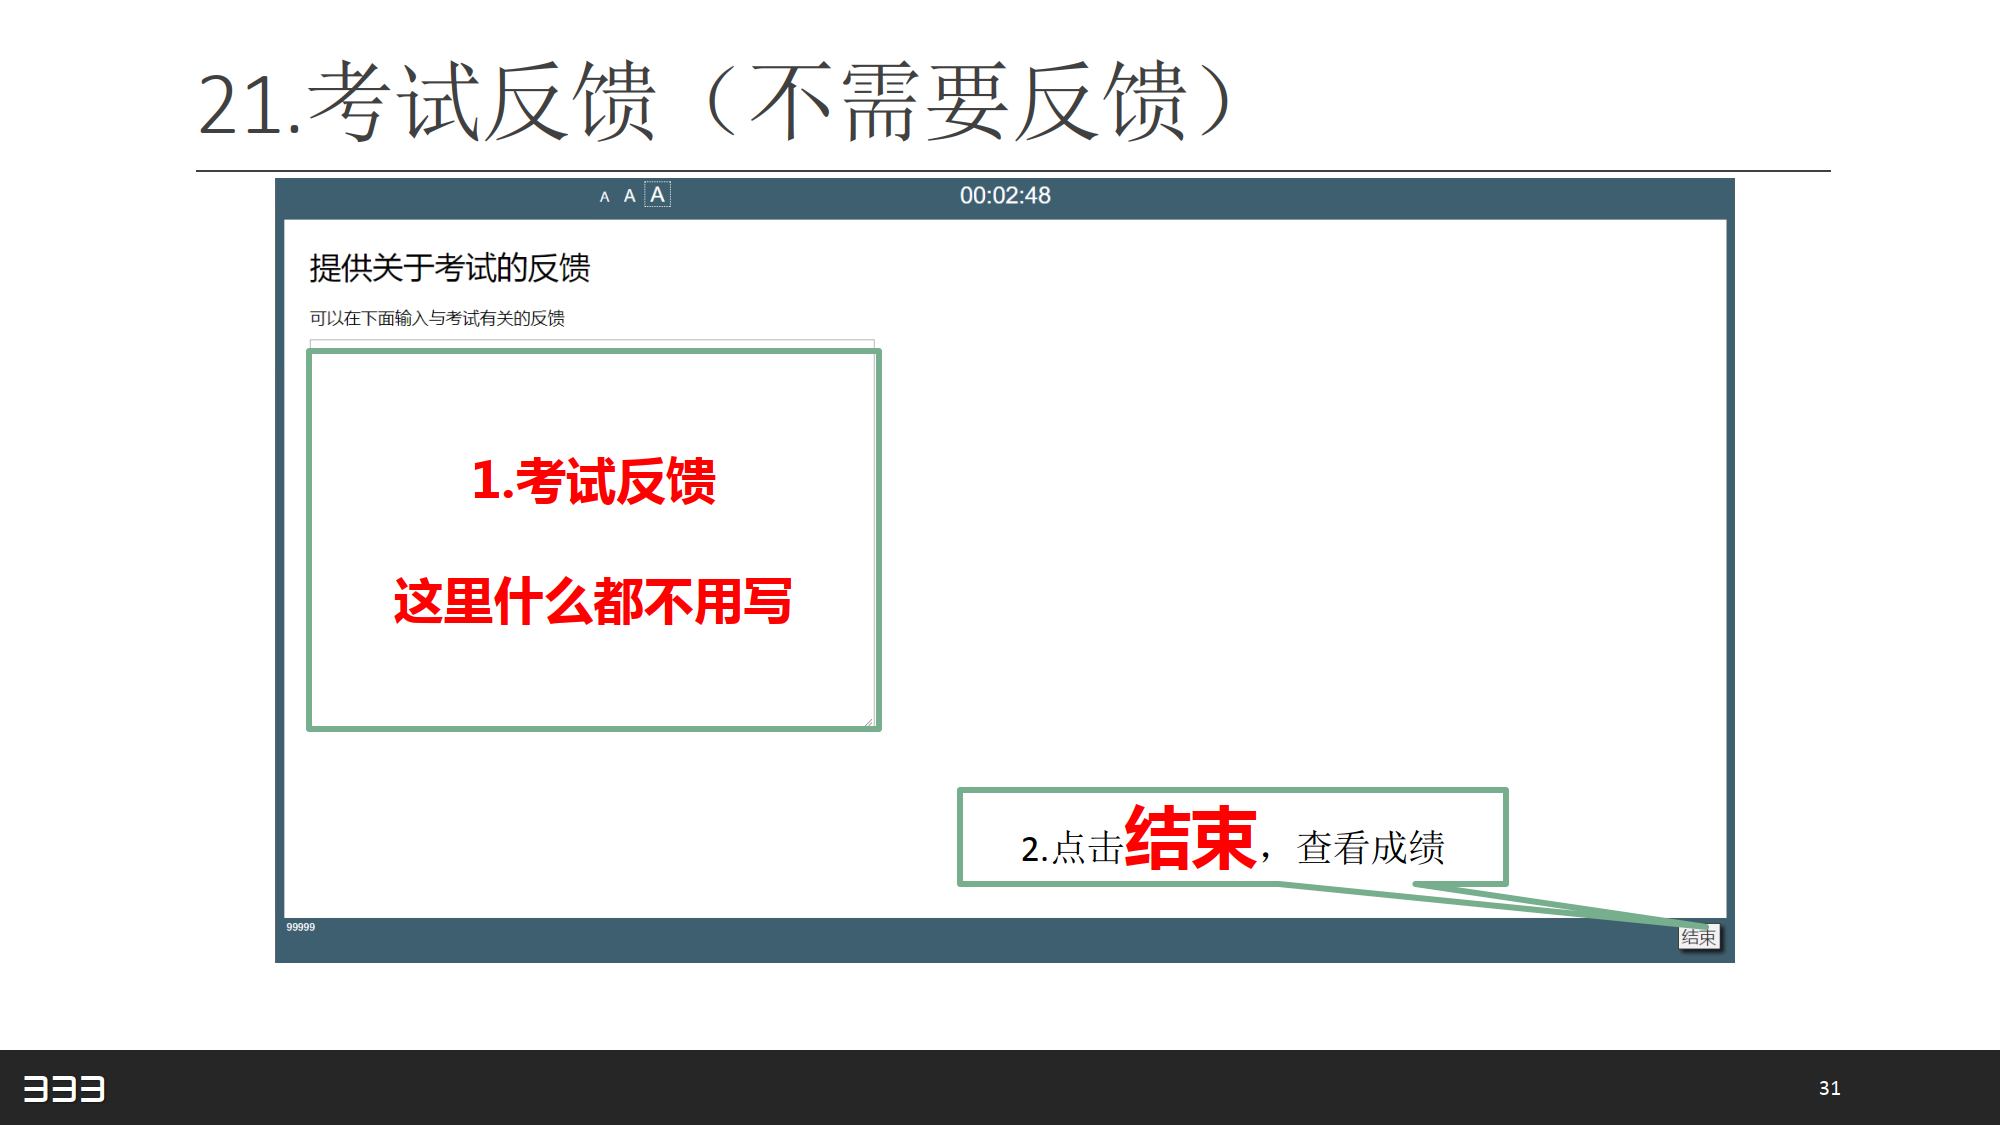 21.考试反馈（不需要反馈）
A A A
00:02:48
提供关于考试的反馈
可以在下面输入与考试有关的反馈
1.考试反馈
这里什么都不用写
2.点击结束，查看成绩
99999
结束
333
31